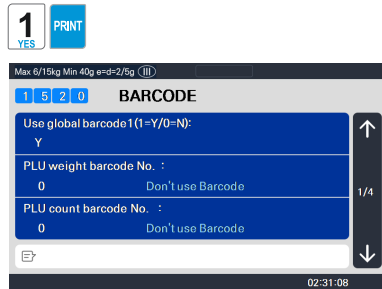 1
YES
PRINT
Max 6/15kg Min 40g e=d=2/5g III
1 5 2 0 BARCODE
Use global barcode1(1=Y/0=N):
Y
PLU weight barcode No. :
0 Don't use Barcode
1/4
PLU count barcode No. :
0 Don't use Barcode
02:31:08